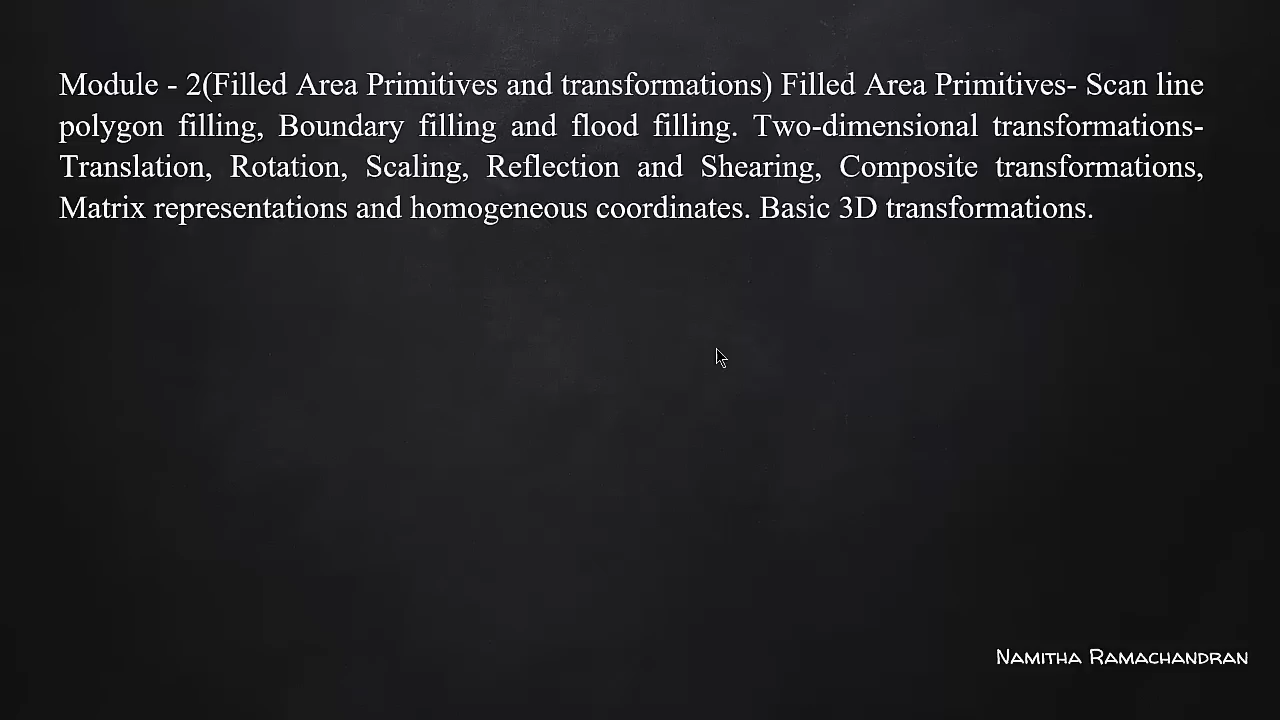 Module - 2(Filled Area Primitives and transformations) Filled Area Primitives- Scan line
polygon filling, Boundary filling and flood filling. Two-dimensional transformations-
Translation, Rotation, Scaling, Reflection and Shearing, Composite transformations,
Matrix representations and homogeneous coordinates. Basic 3D transformations.
Namitha Ramachandran